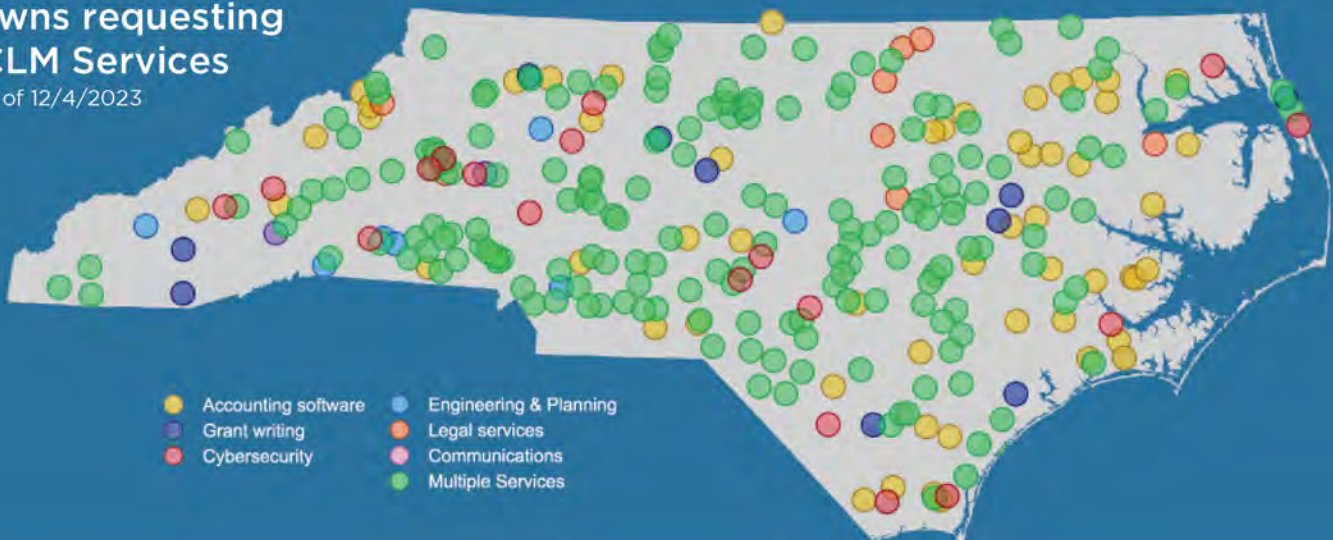 wns requesting
CLM Services
of 12/4/2023
Accounting software
Grant writing
Cybersecurity
Engineering & Planning
Legal services
Communications
Multiple Services